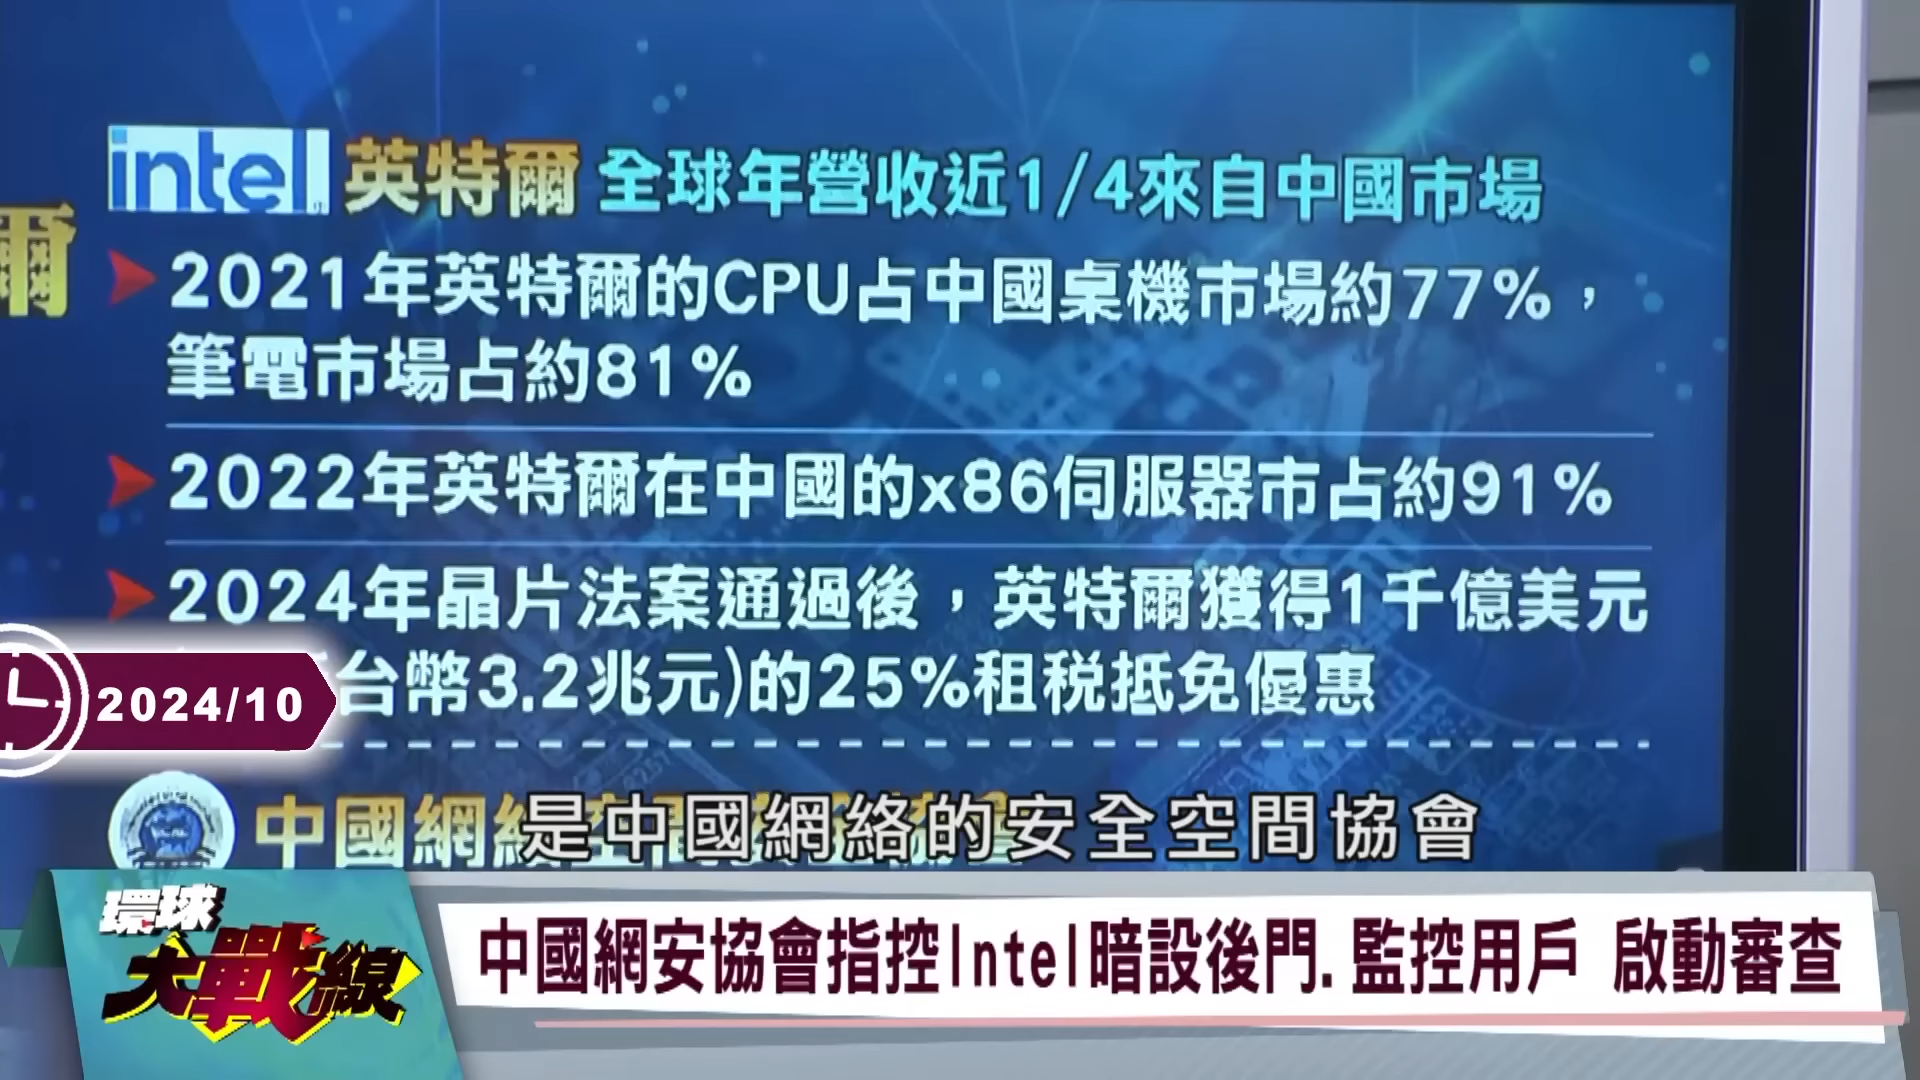 intel 英特爾 全球年營收近1/4來自中國市場
爾
2021年英特爾的CPU占中國桌機市場約77%，
筆電市場占約81%
2022年英特爾在中國的x86伺服器市占約91%
2024年晶片法案通過後，英特爾獲得1千億美元
台幣3.2兆元)的25%租稅抵免優惠
2024/10
中國網
是中國網絡的安全空間協會
環球
大戰線
中國網安協會指控Intel暗設後門.監控用戶 啟動審查